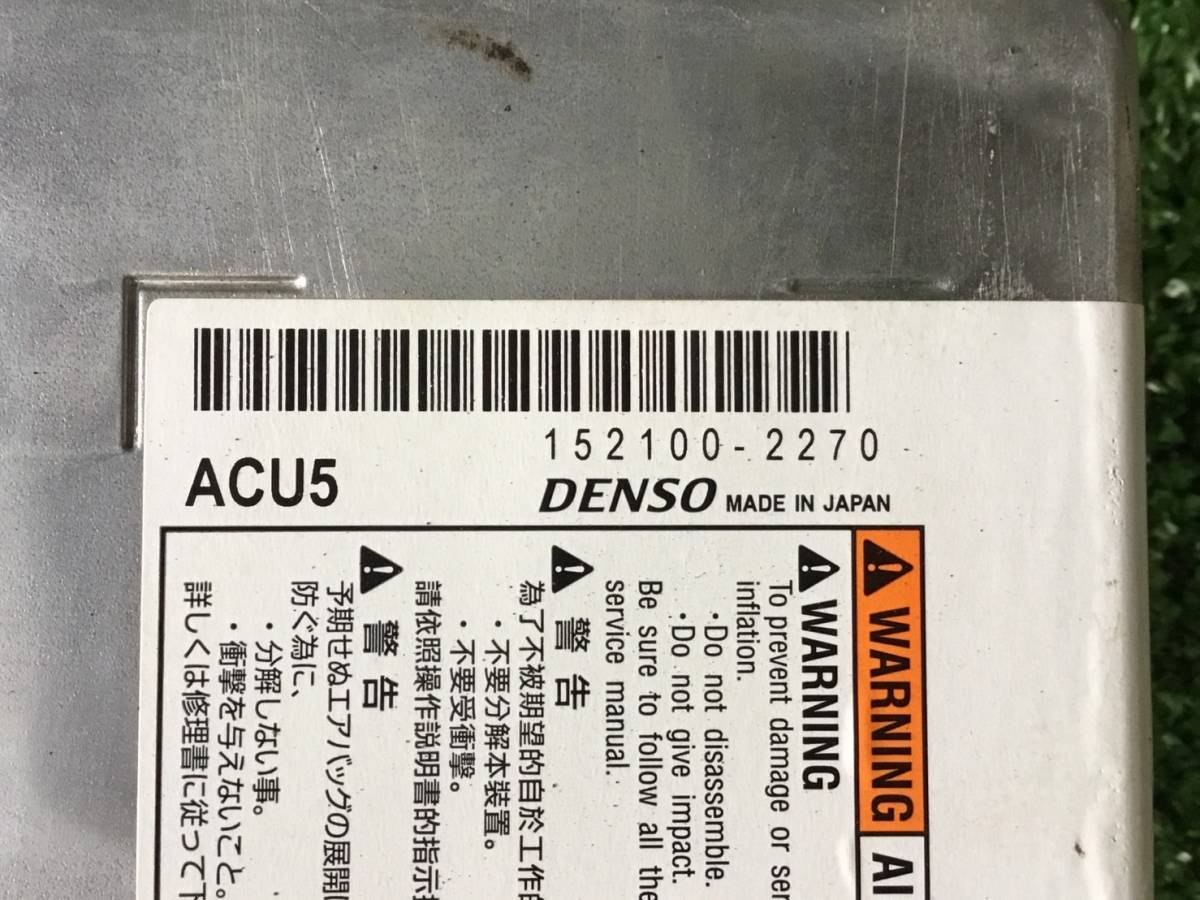 152100-2270
ACU5
DENSO MADE IN JAPAN
WARNING
WARNING
To prevent damage or
inflation.
・Do not disassemble.
・Do not give impact.
Be sure to follow all the
service manual.
警告
為了不被期望的自於工作
・不要分解本裝置。
・不要受衝擊。
請依照操作説明書的指示
警告
予期せぬエアバッグの展開
防ぐ為に、
・分解しない事。
・衝撃を与えないこと。
詳しくは修理書に従って下